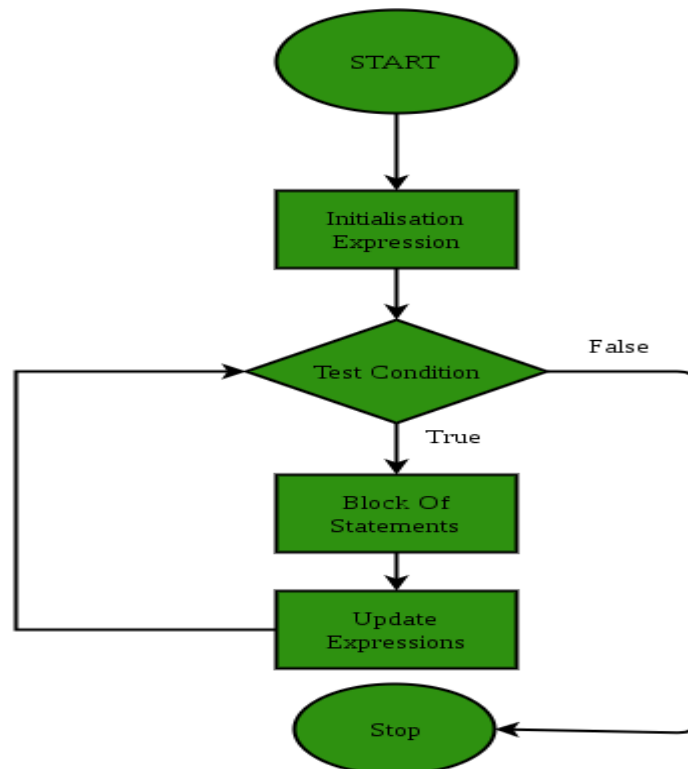 START
Initialisation
Expression
Test Condition
False
True
Block Of
Statements
Update
Expressions
Stop